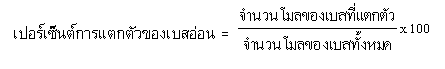 จำนวนโมลของเบสที่แตกตัว
เปอร์เซ็นต์การแตกตัวของเบสอ่อน = x 100
จำนวนโมลของเบสทั้งหมด